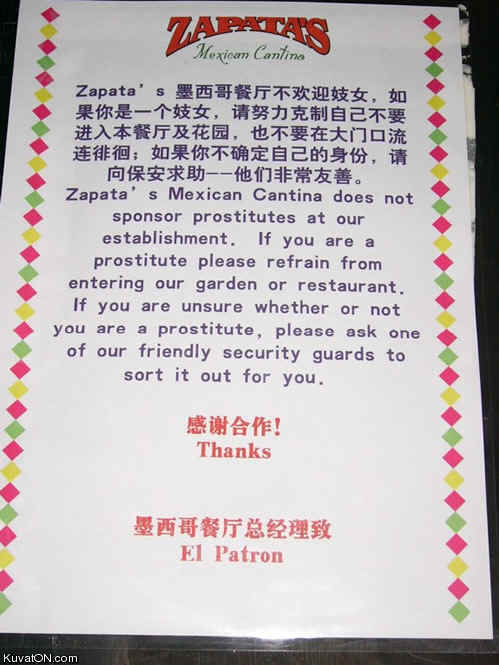 ZAPATA'S
Mexican Cantina
Zapata's 墨西哥餐厅不欢迎妓女，如
果你是一个妓女，请努力克制自己不要
进入本餐厅及花园，也不要在大门口流
连徘徊；如果你不确定自己的身份，请
向保安求助--他们非常友善。
Zapata's Mexican Cantina does not
sponsor prostitutes at our
establishment. If you are a
prostitute please refrain from
entering our garden or restaurant.
If you are unsure whether or not
you are a prostitute, please ask one
of our friendly security guards to
sort it out for you.
感谢合作！
Thanks
墨西哥餐厅总经理致
El Patron
KuvatON.com